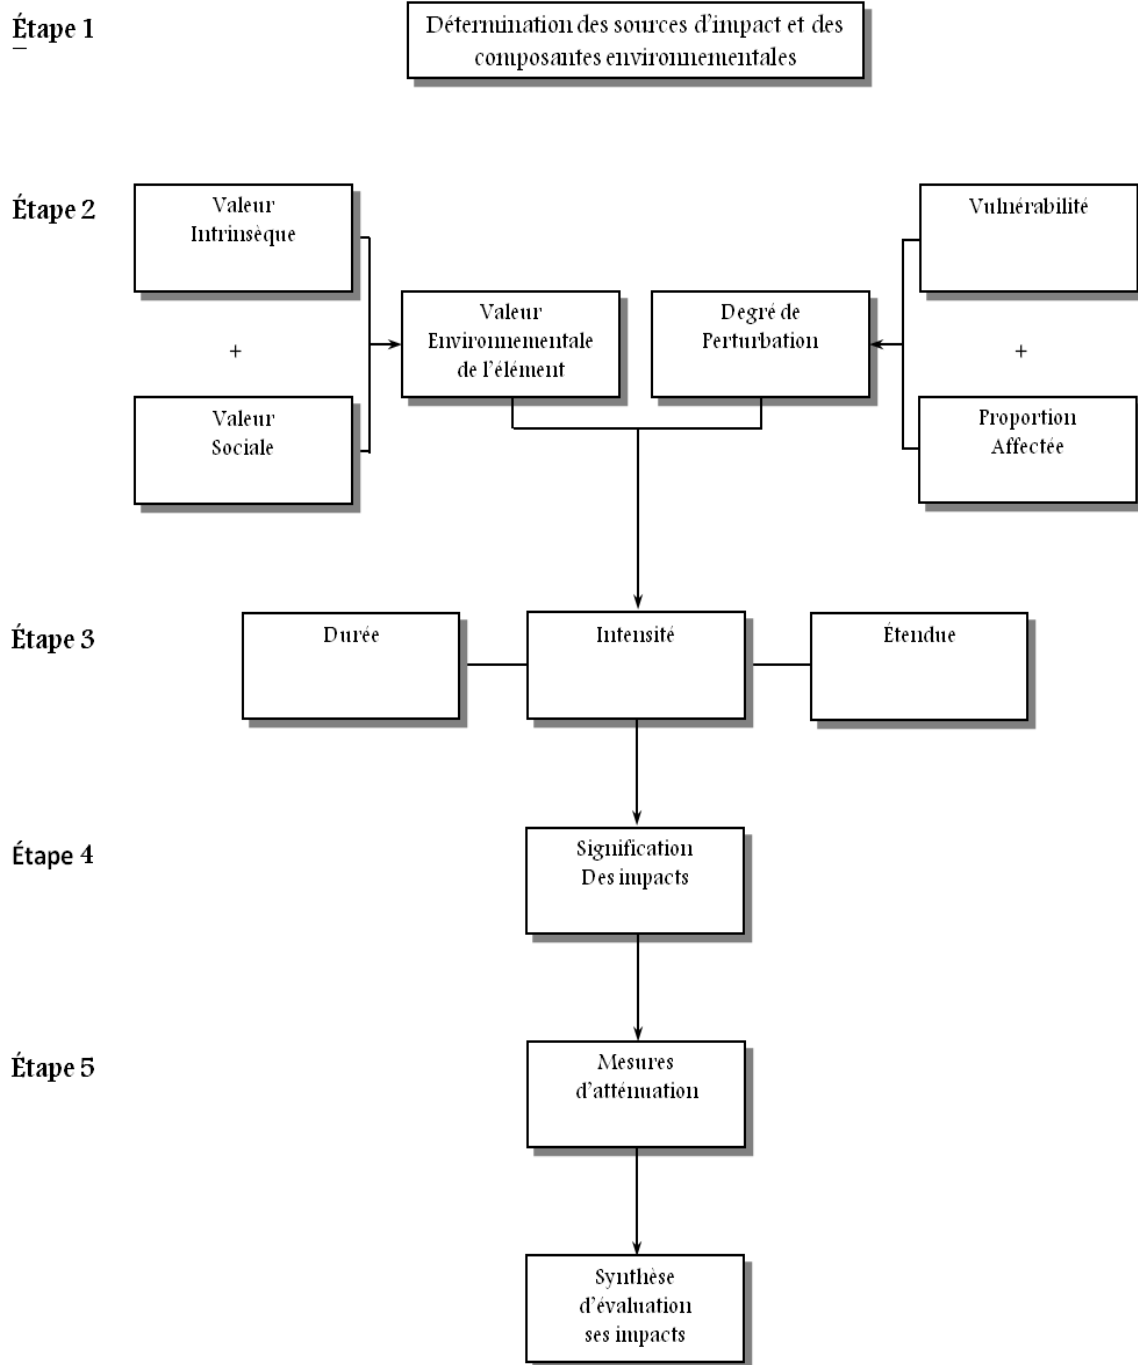 Étape 1
Détermination des sources d'impact et des
composantes environnementales
Étape 2
Valeur
Intrinsèque
Vulnérabilité
Valeur
Environnementale
de l'élément
Degré de
Perturbation
+
+
Valeur
Sociale
Proportion
Affectée
Étape 3
Durée
Intensité
Étendue
Étape 4
Signification
Des impacts
Étape 5
Mesures
d'atténuation
Synthèse
d'évaluation
ses impacts